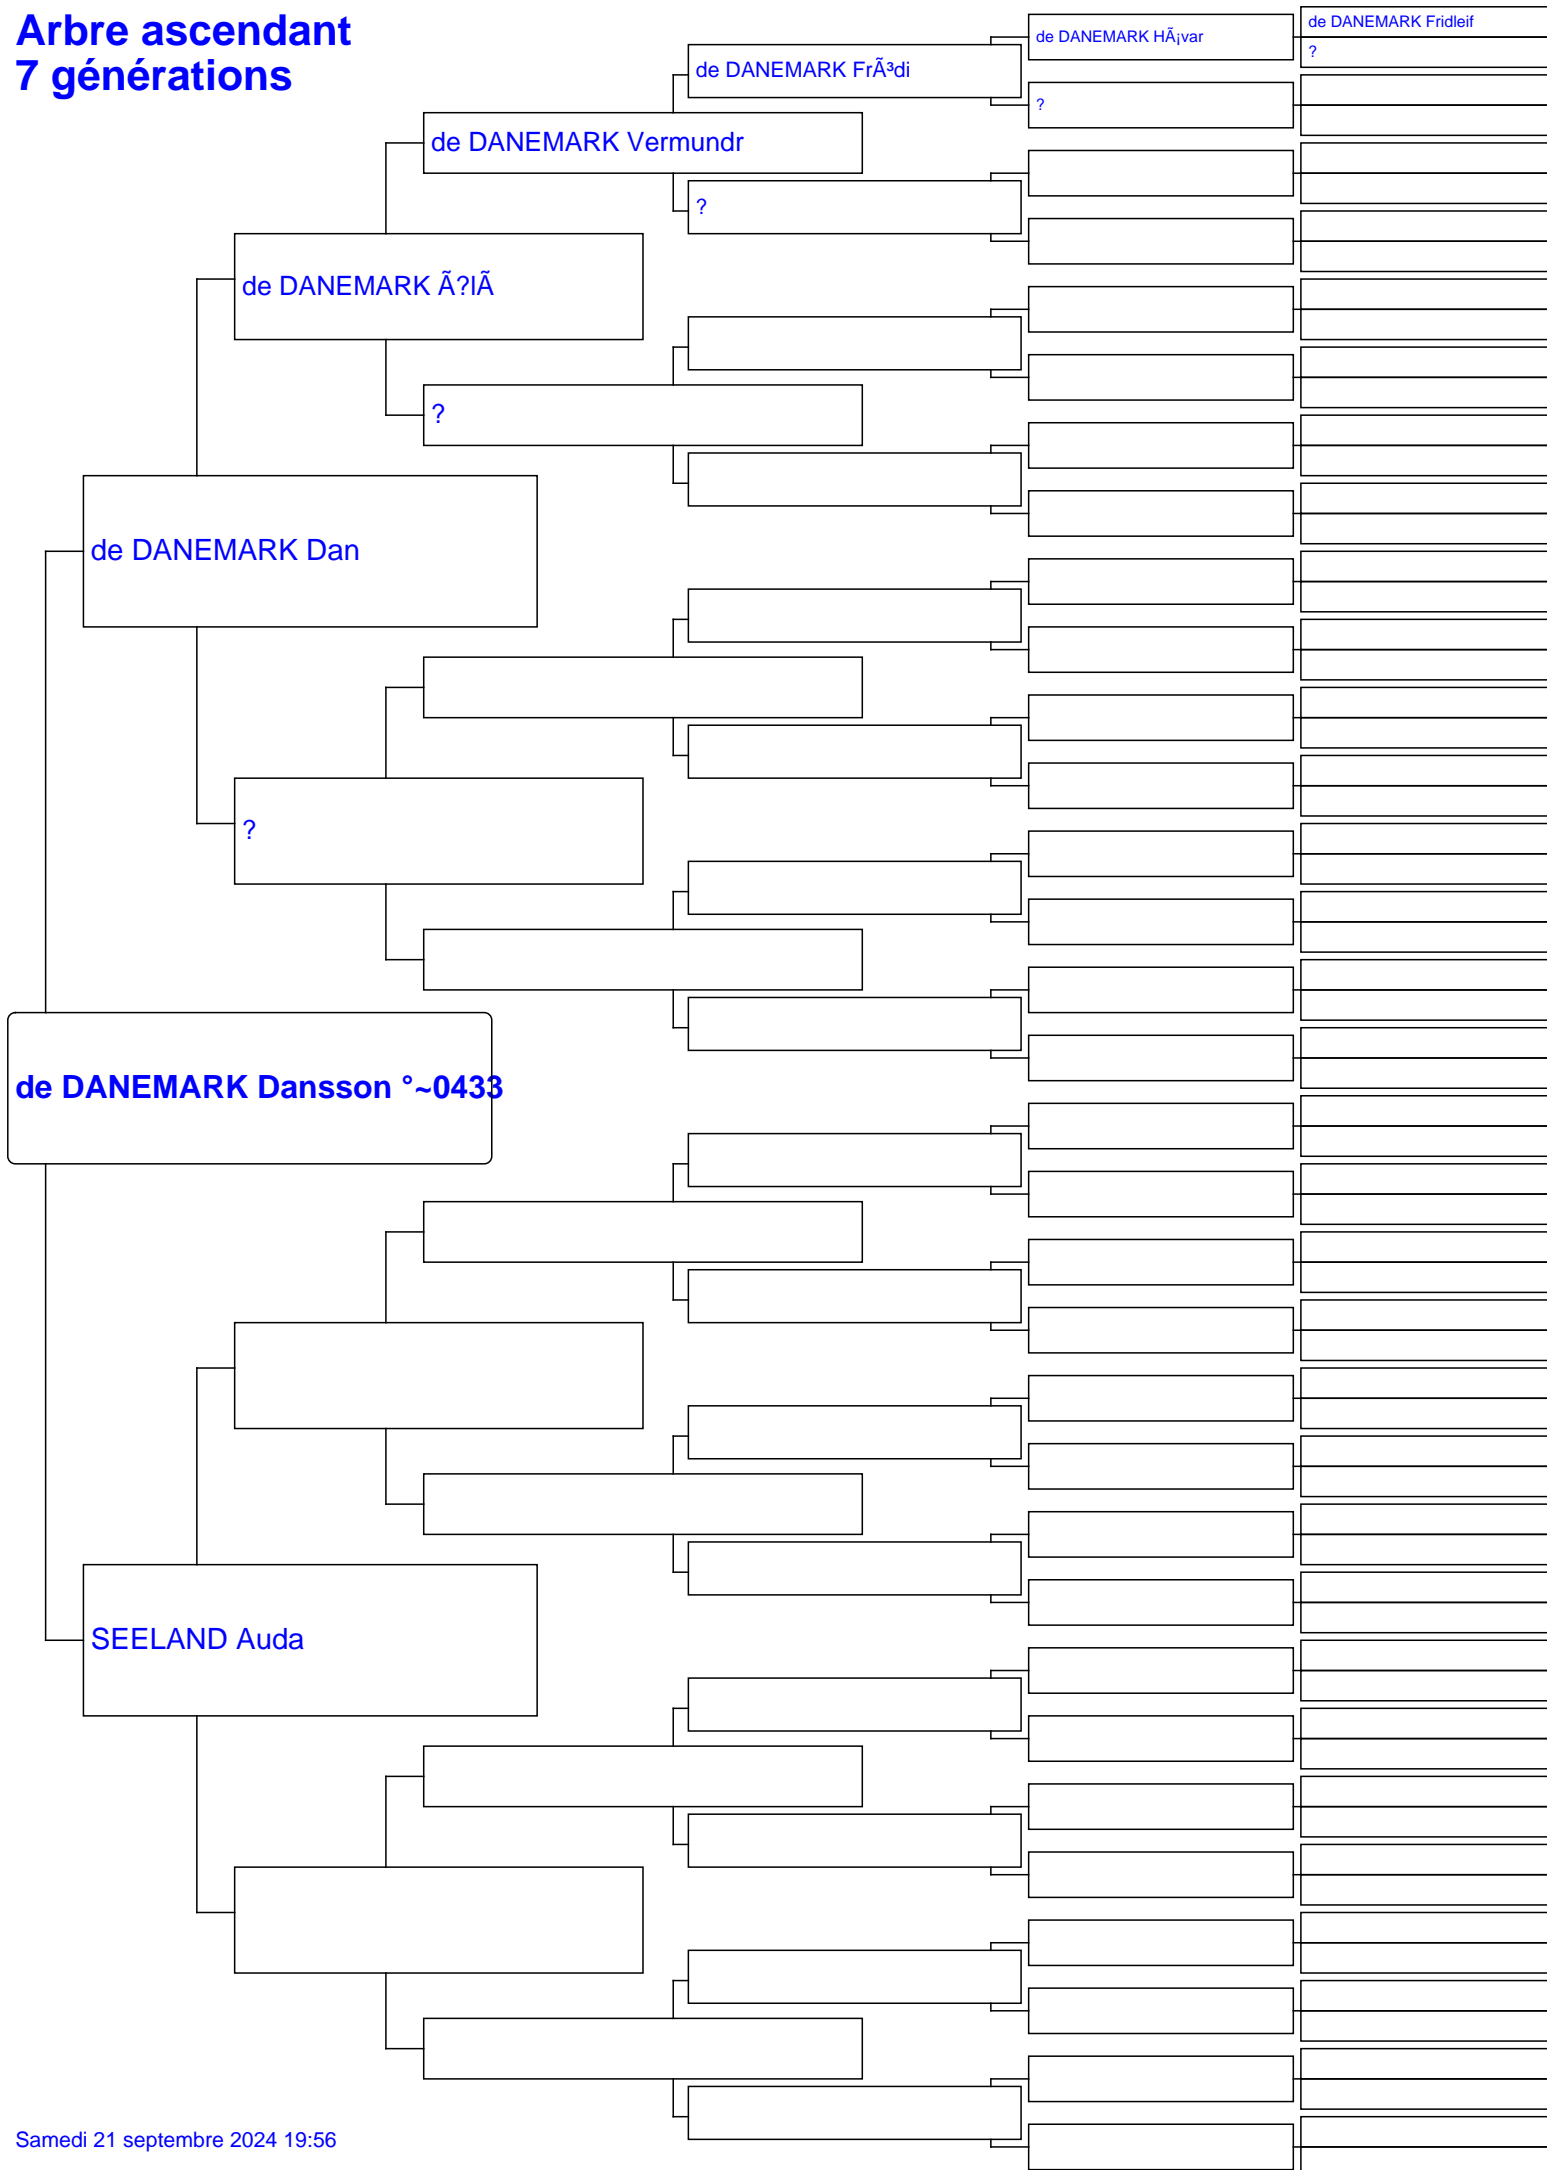 Arbre ascendant
7 générations
de DANEMARK Fridleif
de DANEMARK HÃ¡var
?
de DANEMARK FrÃ³di
?
de DANEMARK Vermundr
?
de DANEMARK Ã?lÃ
?
de DANEMARK Dan
?
de DANEMARK Dansson °~0433
SEELAND Auda
Samedi 21 septembre 2024 19:56